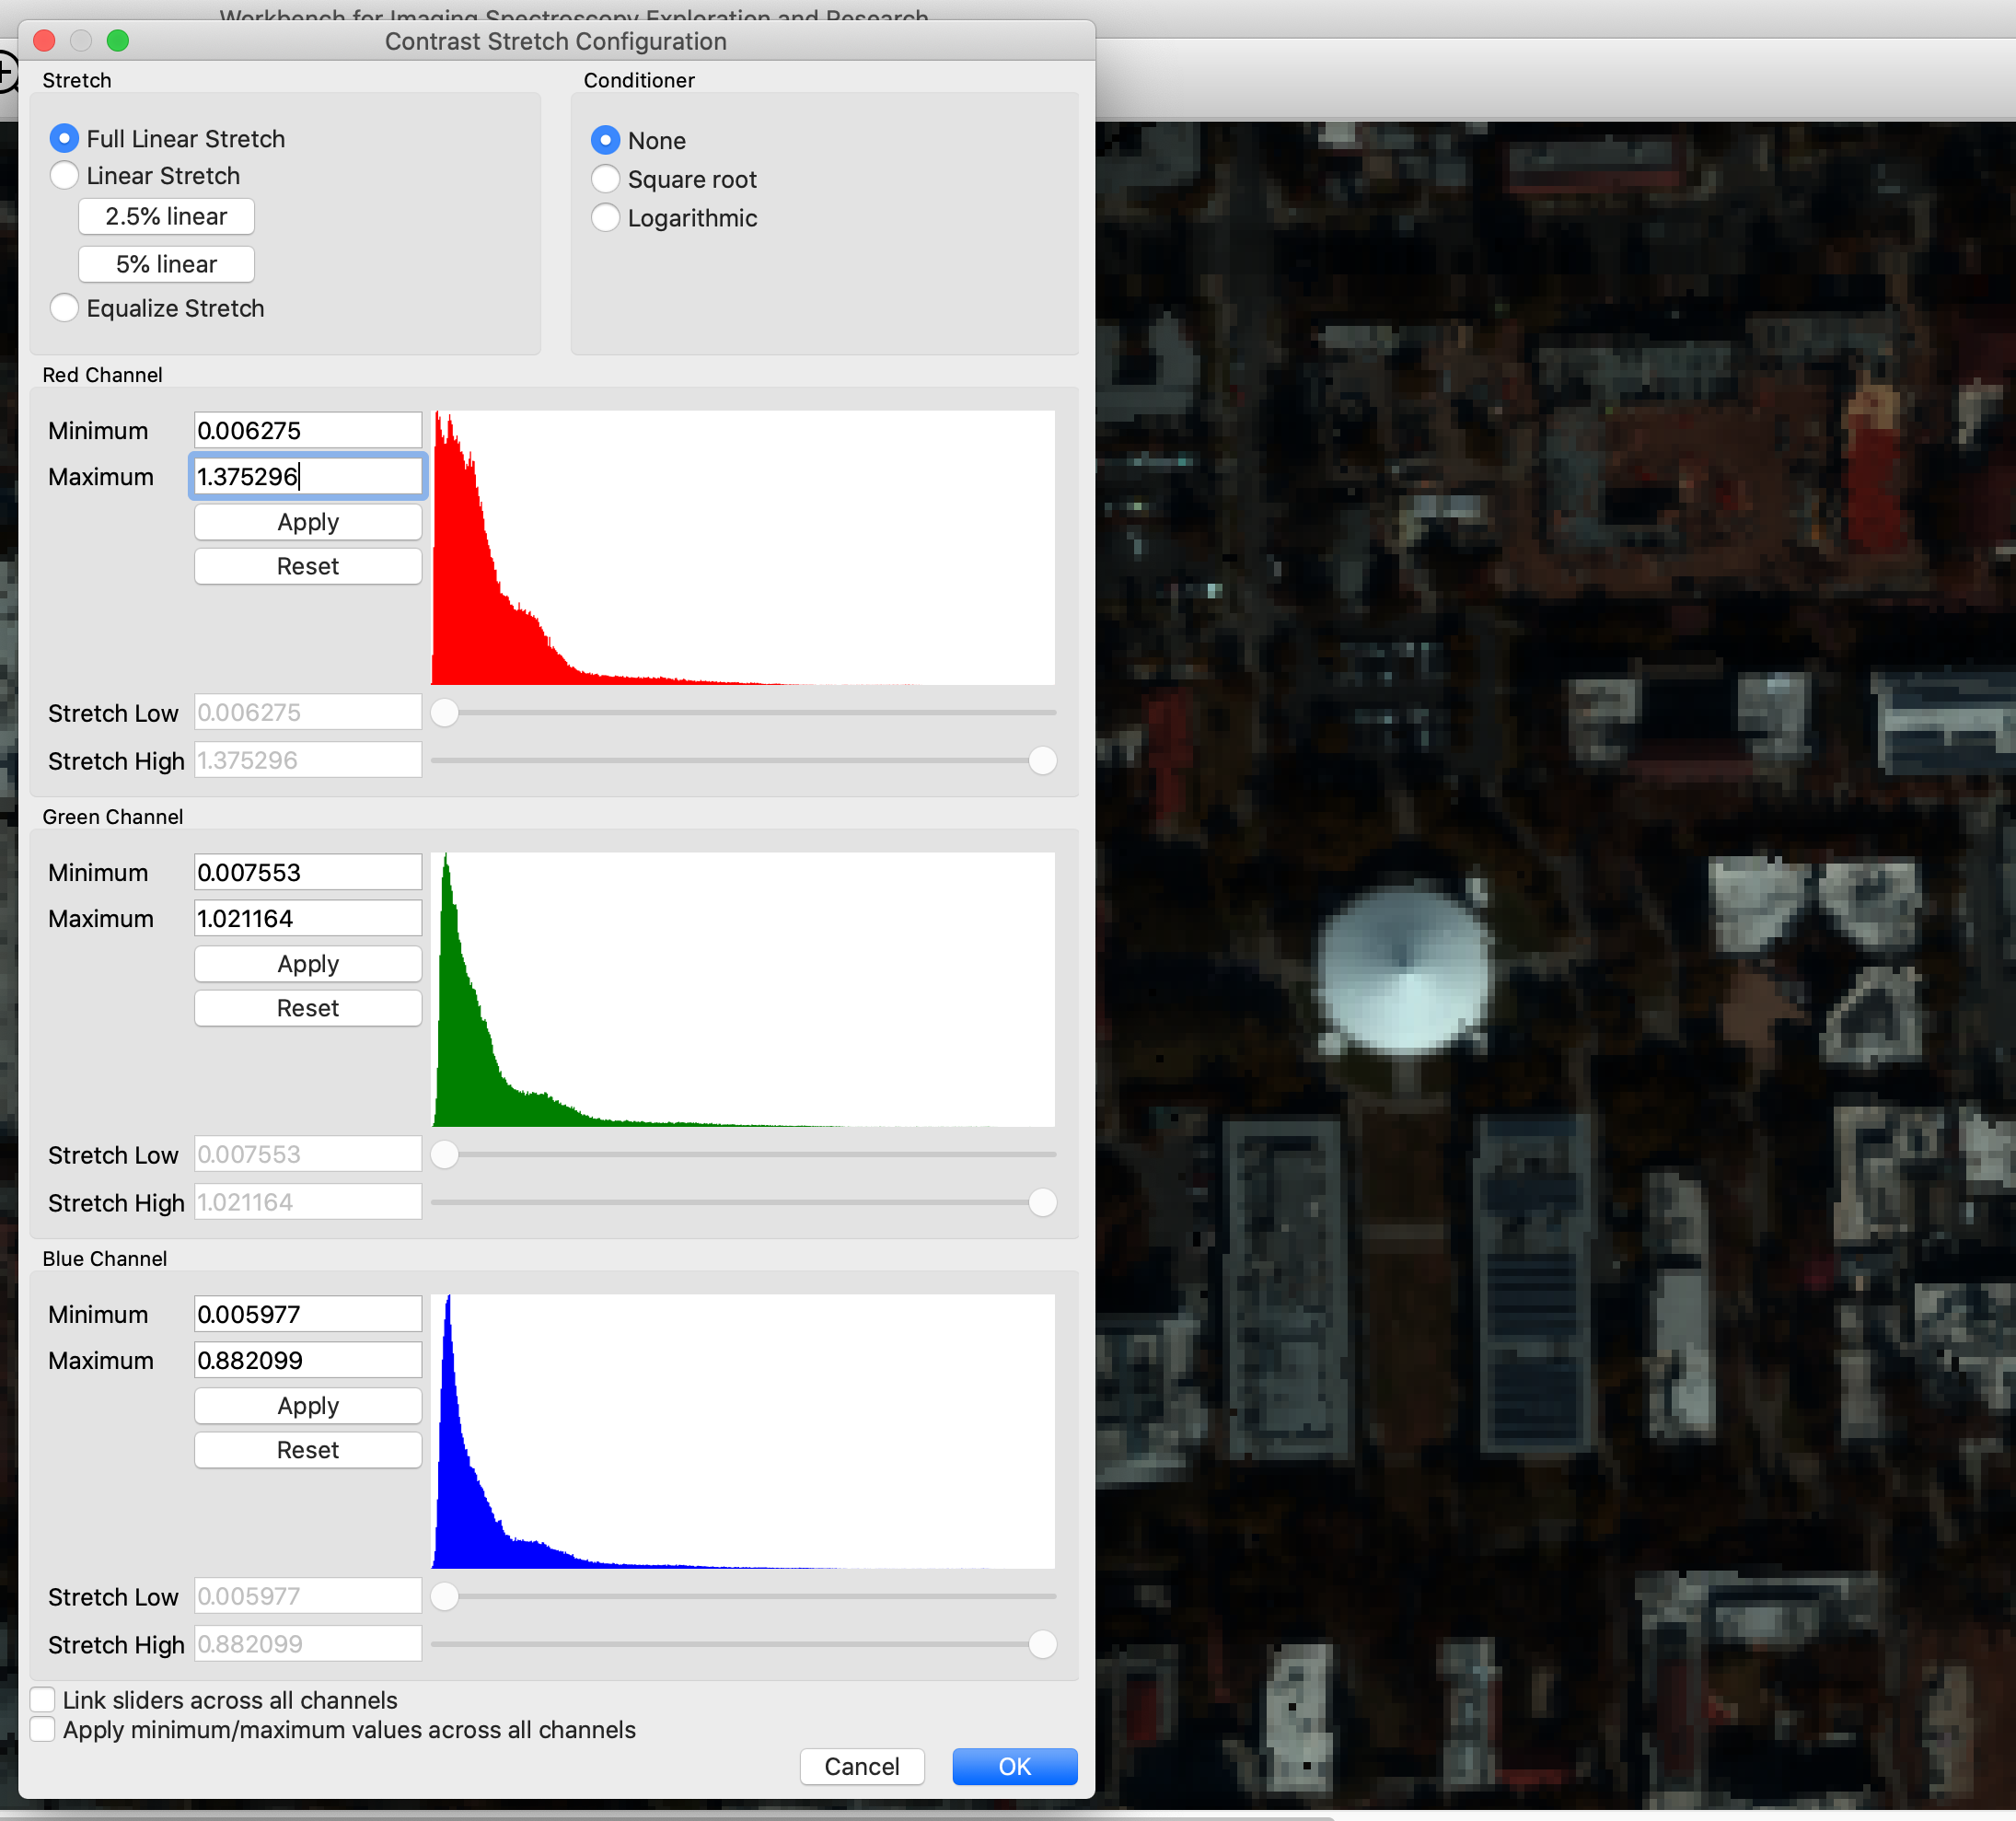 Workbench for Imaging Spectroscopy Exploration and Research
Contrast Stretch Configuration
Stretch
Full Linear Stretch
Linear Stretch
2.5% linear
5% linear
Equalize Stretch
Conditioner
None
Square root
Logarithmic
Red Channel
Minimum 0.006275
Maximum 1.375296
Apply
Reset
Stretch Low 0.006275
Stretch High 1.375296
Green Channel
Minimum 0.007553
Maximum 1.021164
Apply
Reset
Stretch Low 0.007553
Stretch High 1.021164
Blue Channel
Minimum 0.005977
Maximum 0.882099
Apply
Reset
Stretch Low 0.005977
Stretch High 0.882099
Link sliders across all channels
Apply minimum/maximum values across all channels
Cancel OK